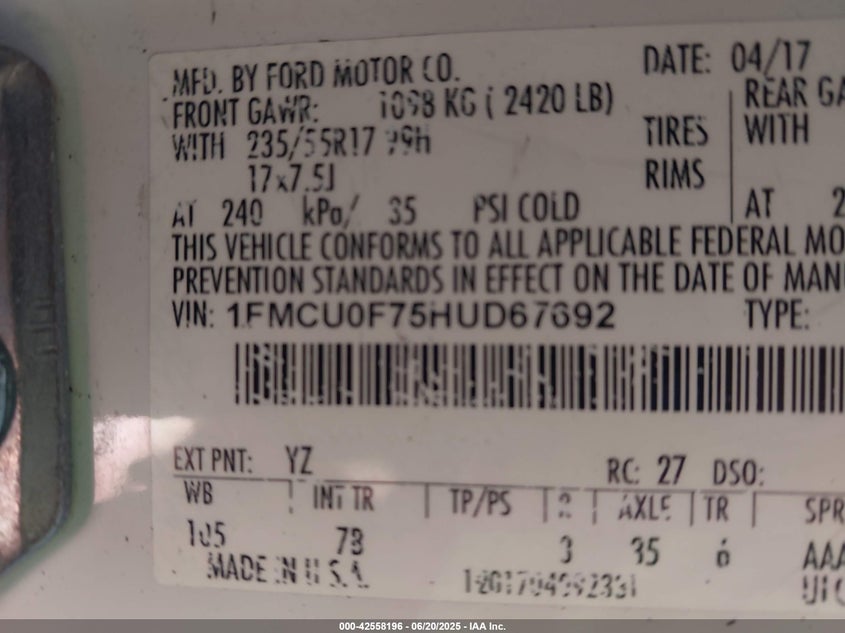 MFD. BY FORD MOTOR CO.
DATE: 04/17
FRONT GAWR: 1098 KG ( 2420 LB)
REAR GA
WITH 235/55R17 99H
TIRES
WITH
17x7.5J
RIMS
AT 240 kPa/ 35 PSI COLD
AT 2
THIS VEHICLE CONFORMS TO ALL APPLICABLE FEDERAL MO
PREVENTION STANDARDS IN EFFECT ON THE DATE OF MANU
VIN: 1FMCU0F75HUD67692
TYPE:
EXT PNT: YZ
RC: 27 DSO:
WB | INT TR | TP/PS | R | AXLE | TR | SPR
105 7B 3 35 6 AAA
MADE IN U.S.A.
000-42558196 - 06/20/2025 - IAA Inc.